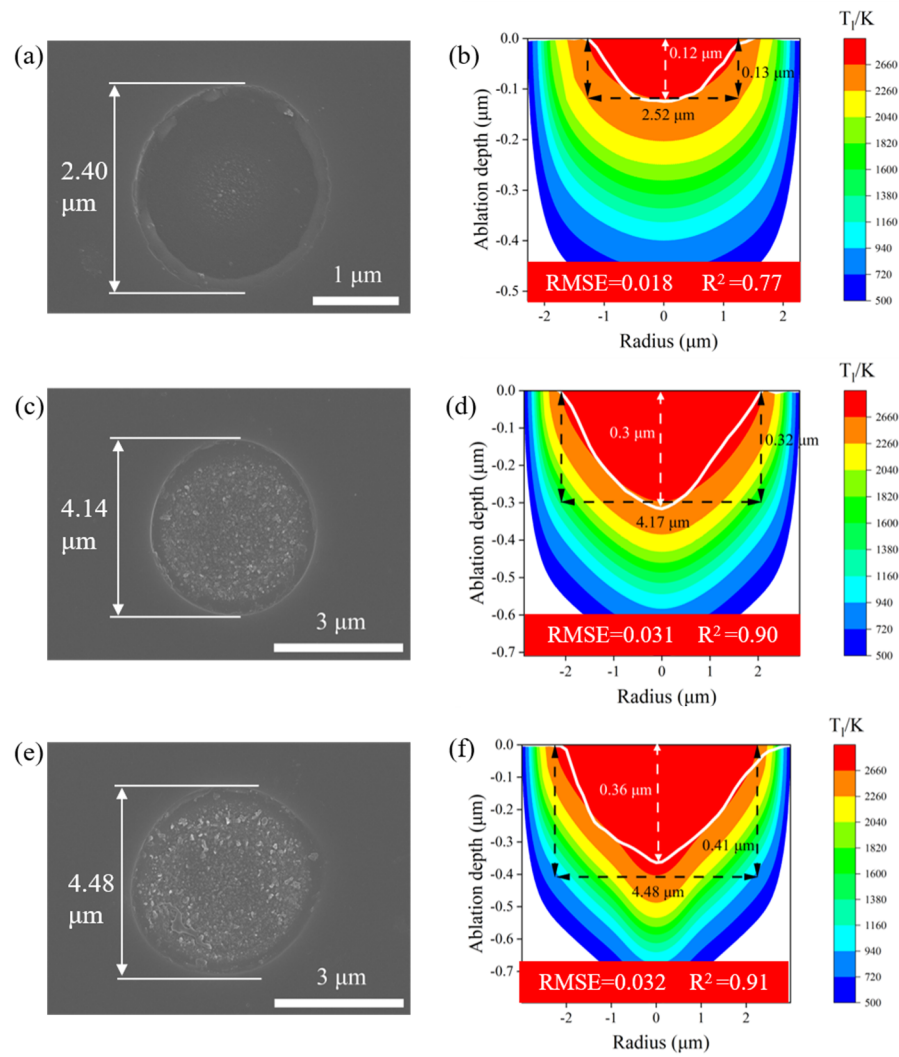 (a)
2.40
μm
1 μm
(b)
T₁/K
0.0
-0.1
-0.2
-0.3
-0.4
-0.5
Ablation depth (μm)
0.12 μm
0.13 μm
2.52 μm
RMSE=0.018 R²=0.77
-2 -1 0 1 2
Radius (μm)
2660
2260
2040
1820
1600
1380
1160
940
720
500
(c)
4.14
μm
3 μm
(d)
Tl/K
0.0
-0.1
-0.2
-0.3
-0.4
-0.5
-0.6
-0.7
Ablation depth (μm)
0.3 μm
0.32 μm
4.17 μm
RMSE=0.031 R²=0.90
-2 -1 0 1 2
Radius (μm)
2660
2260
2040
1820
1600
1380
1160
940
720
500
(e)
4.48
μm
3 μm
(f)
Tl/K
0.0
-0.1
-0.2
-0.3
-0.4
-0.5
-0.6
-0.7
Ablation depth (μm)
0.36 μm
0.41 μm
4.48 μm
RMSE=0.032 R²=0.91
-2 -1 0 1 2
Radius (μm)
2660
2260
2040
1820
1600
1380
1160
940
720
500